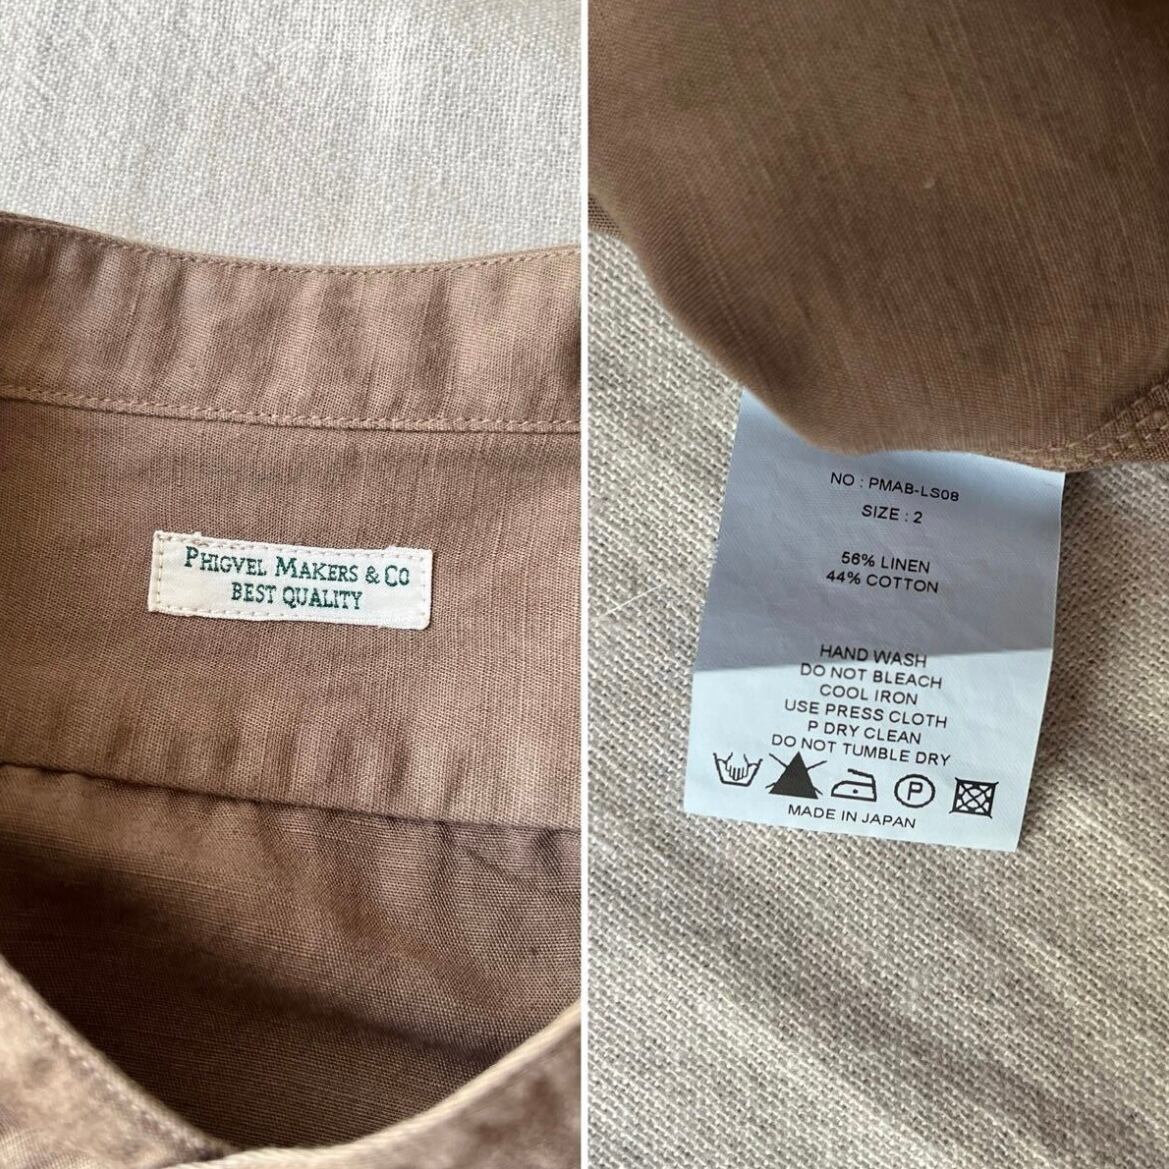 PHIGVEL MAKERS & CO
BEST QUALITY
NO : PMAB-LS08
SIZE : 2
56% LINEN
44% COTTON
HAND WASH
DO NOT BLEACH
COOL IRON
USE PRESS CLOTH
P DRY CLEAN
DO NOT TUMBLE DRY
P
MADE IN JAPAN